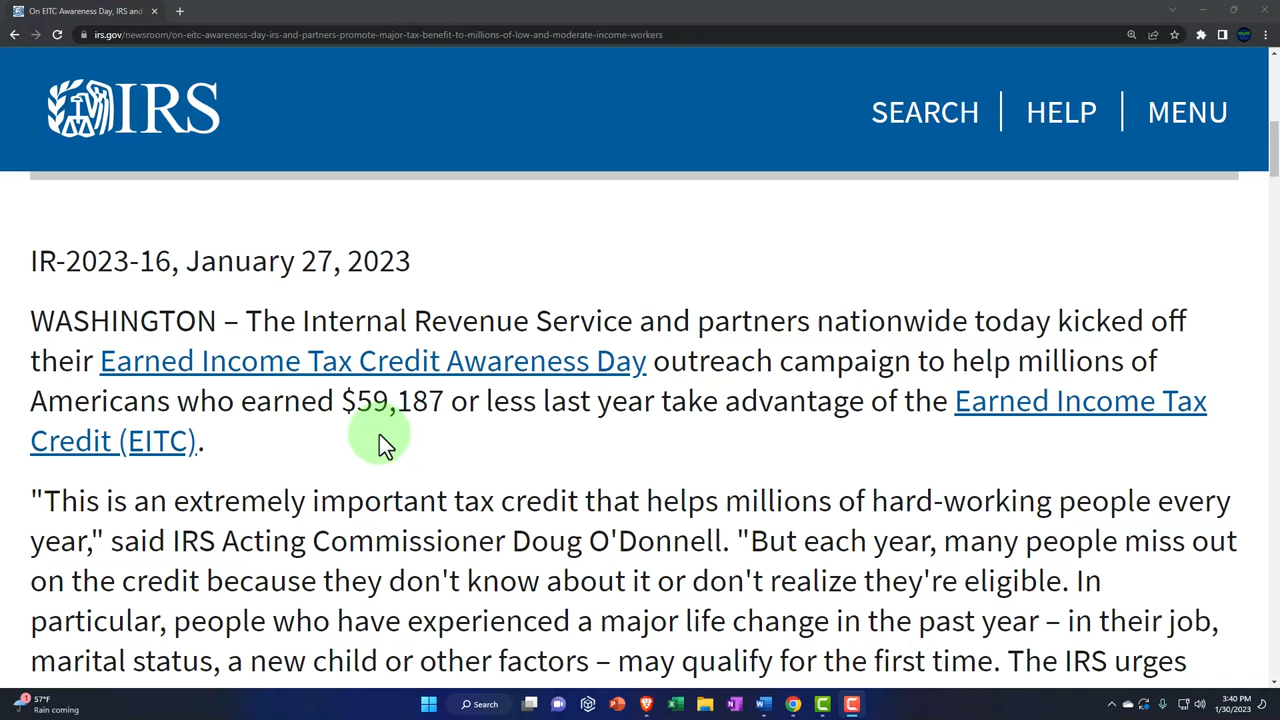 On EITC Awareness Day, IRS and
irs.gov/newsroom/on-eitc-awareness-day-irs-and-partners-promote-major-tax-benefit-to-millions-of-low-and-moderate-income-workers
IRS
SEARCH HELP MENU
IR-2023-16, January 27, 2023
WASHINGTON – The Internal Revenue Service and partners nationwide today kicked off
their Earned Income Tax Credit Awareness Day outreach campaign to help millions of
Americans who earned $59,187 or less last year take advantage of the Earned Income Tax
Credit (EITC).
"This is an extremely important tax credit that helps millions of hard-working people every
year," said IRS Acting Commissioner Doug O'Donnell. "But each year, many people miss out
on the credit because they don't know about it or don't realize they're eligible. In
particular, people who have experienced a major life change in the past year – in their job,
marital status, a new child or other factors – may qualify for the first time. The IRS urges
1
57°F
Rain coming
Search
3:40 PM
1/30/2023